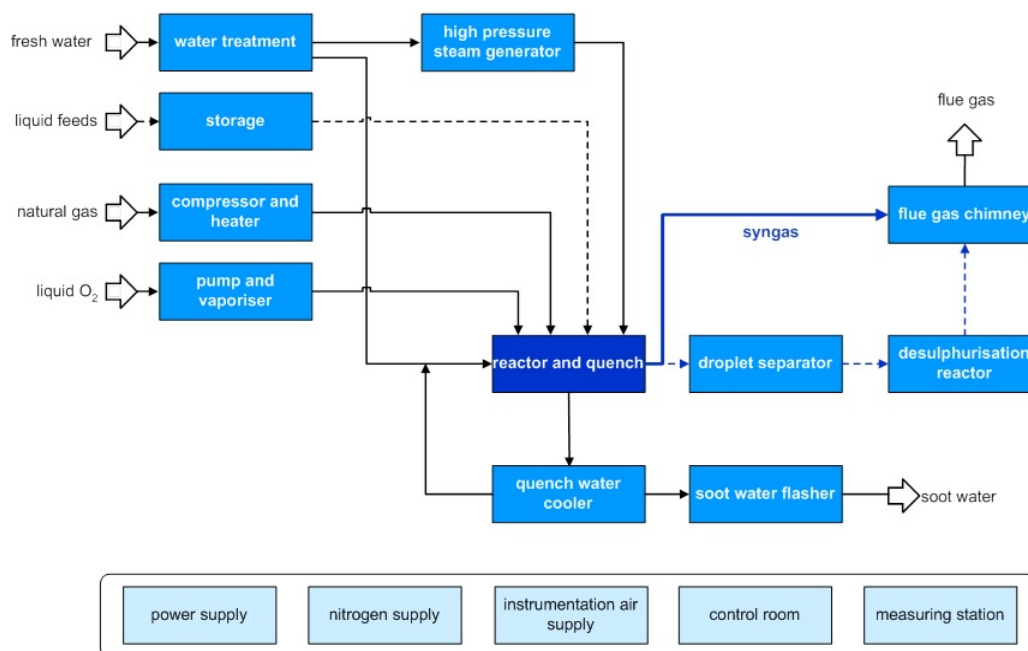 fresh water
water treatment
high pressure
steam generator
liquid feeds
storage
flue gas
natural gas
compressor and
heater
flue gas chimney
syngas
liquid O₂
pump and
vaporiser
reactor and quench
droplet separator
desulphurisation
reactor
quench water
cooler
soot water flasher
soot water
power supply
nitrogen supply
instrumentation air
supply
control room
measuring station